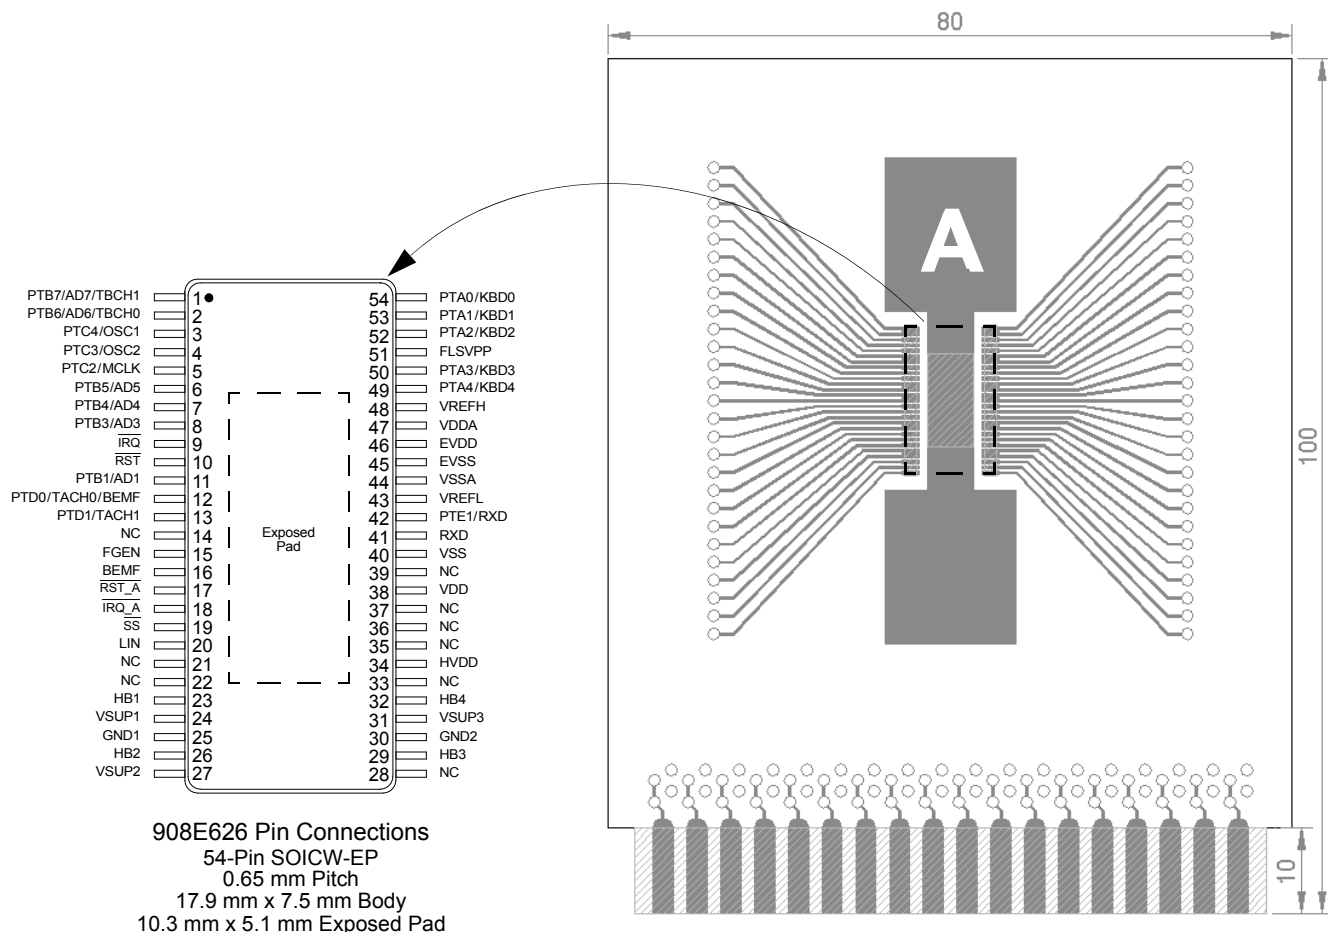 80
A
100
10
PTB7/AD7/TBCH1 1 54 PTA0/KBD0
PTB6/AD6/TBCH0 2 53 PTA1/KBD1
PTC4/OSC1 3 52 PTA2/KBD2
PTC3/OSC2 4 51 FLSVPP
PTC2/MCLK 5 50 PTA3/KBD3
PTB5/AD5 6 49 PTA4/KBD4
PTB4/AD4 7 48 VREFH
PTB3/AD3 8 47 VDDA
IRQ 9 46 EVDD
RST 10 45 EVSS
PTB1/AD1 11 44 VSSA
PTD0/TACH0/BEMF 12 43 VREFL
PTD1/TACH1 13 42 PTE1/RXD
NC 14 41 RXD
FGEN 15 40 VSS
BEMF 16 39 NC
RST_A 17 38 VDD
IRQ_A 18 37 NC
SS 19 36 NC
LIN 20 35 NC
NC 21 34 HVDD
NC 22 33 NC
HB1 23 32 HB4
VSUP1 24 31 VSUP3
GND1 25 30 GND2
HB2 26 29 HB3
VSUP2 27 28 NC
Exposed
Pad
908E626 Pin Connections
54-Pin SOICW-EP
0.65 mm Pitch
17.9 mm x 7.5 mm Body
10.3 mm x 5.1 mm Exposed Pad